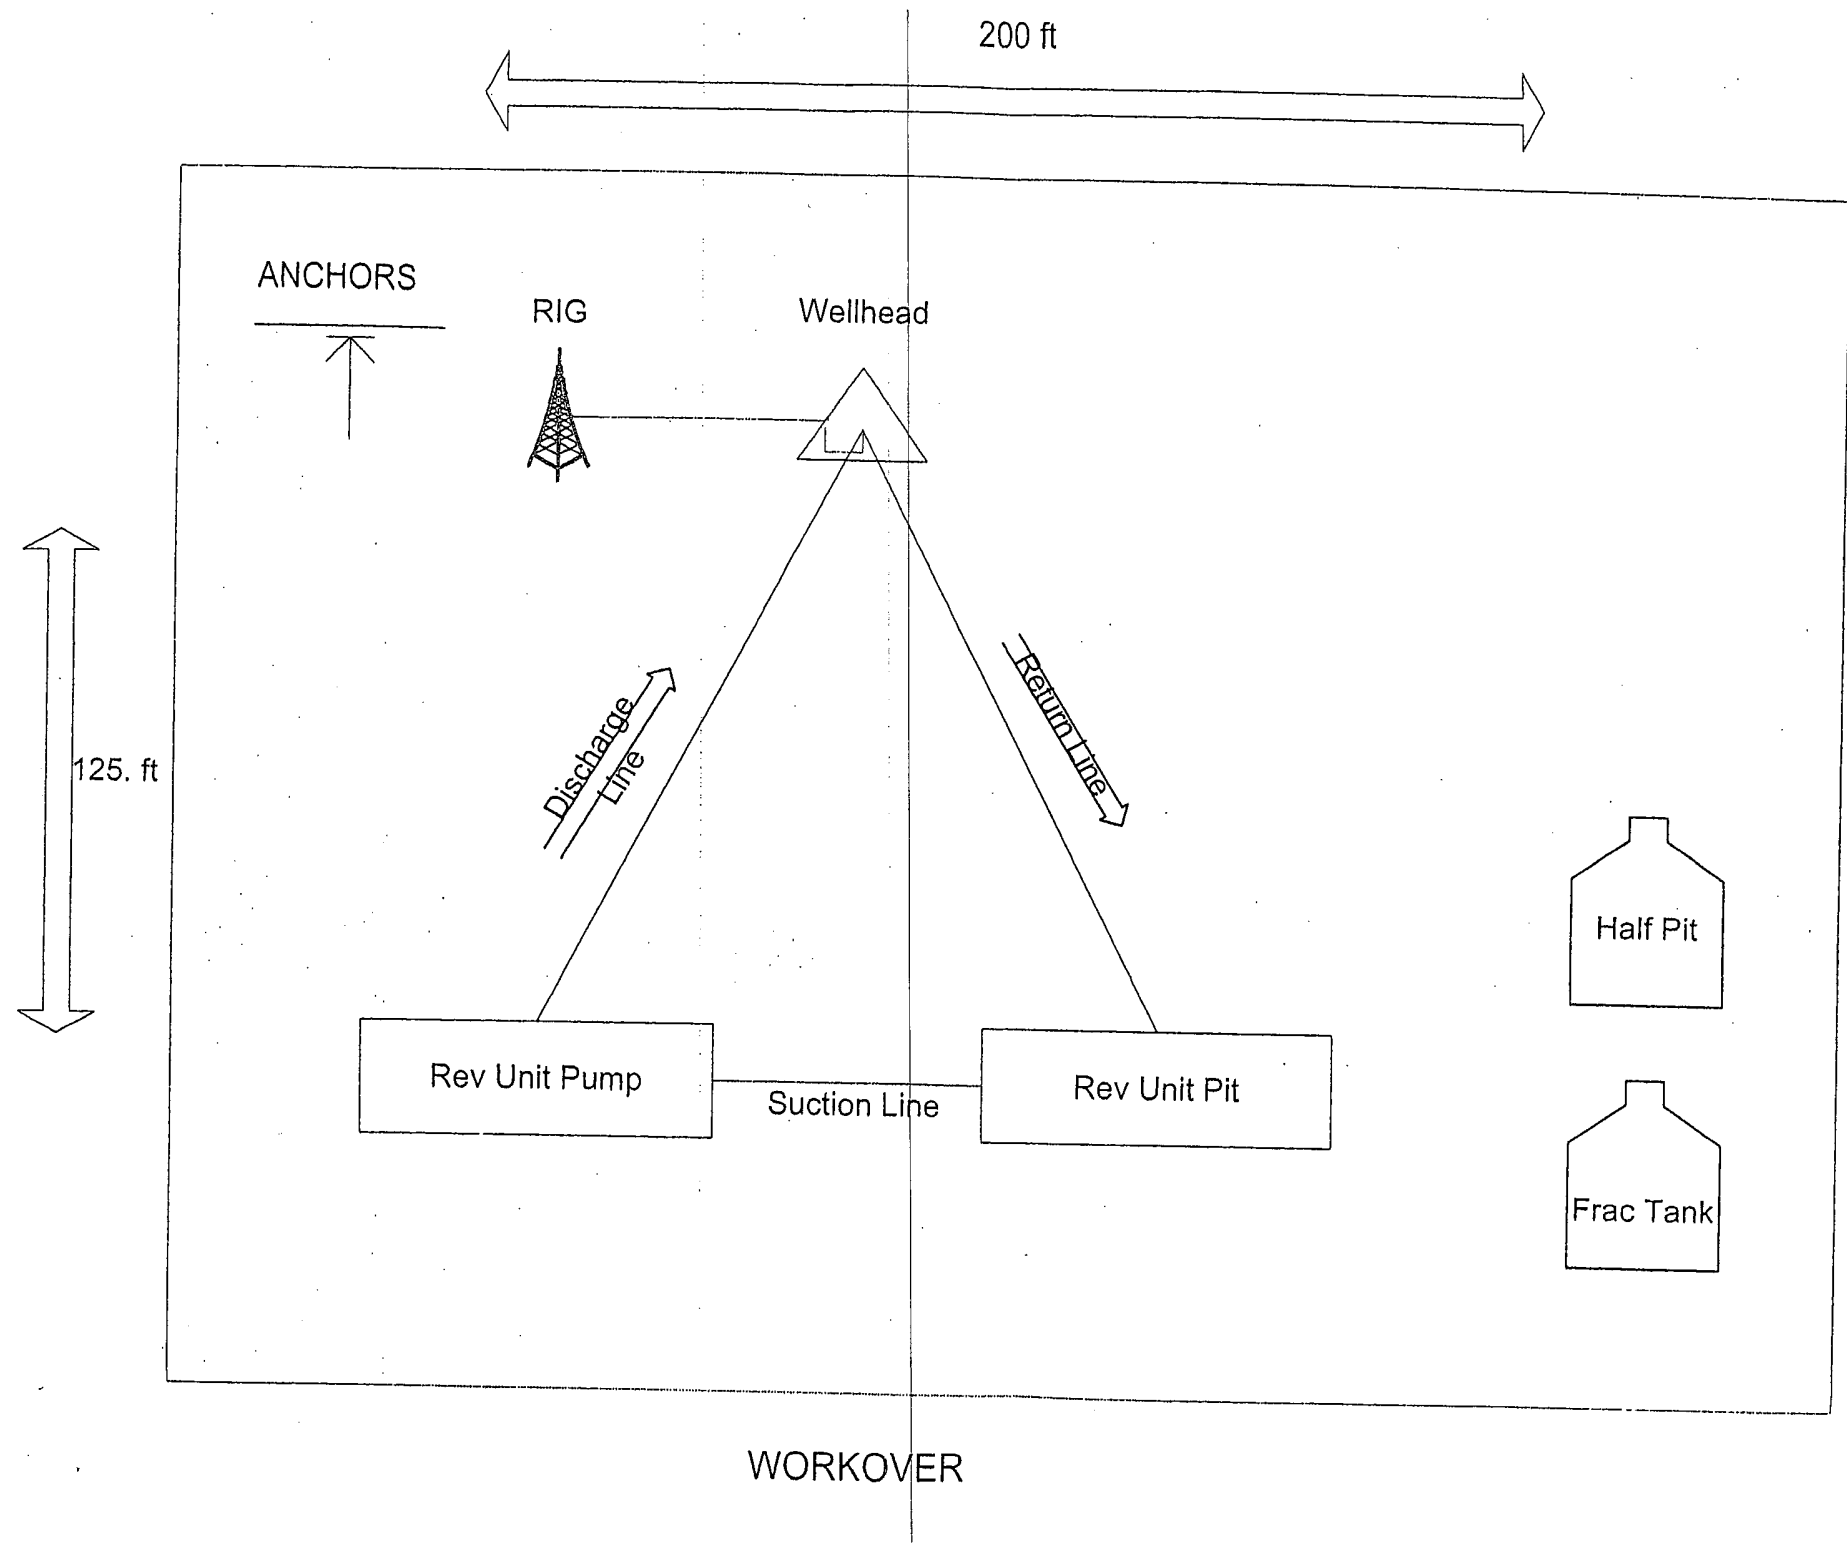 200 ft
ANCHORS
RIG
Wellhead
Discharge
Line
Return Line
125. ft
Half Pit
Rev Unit Pump
Suction Line
Rev Unit Pit
Frac Tank
WORKOVER